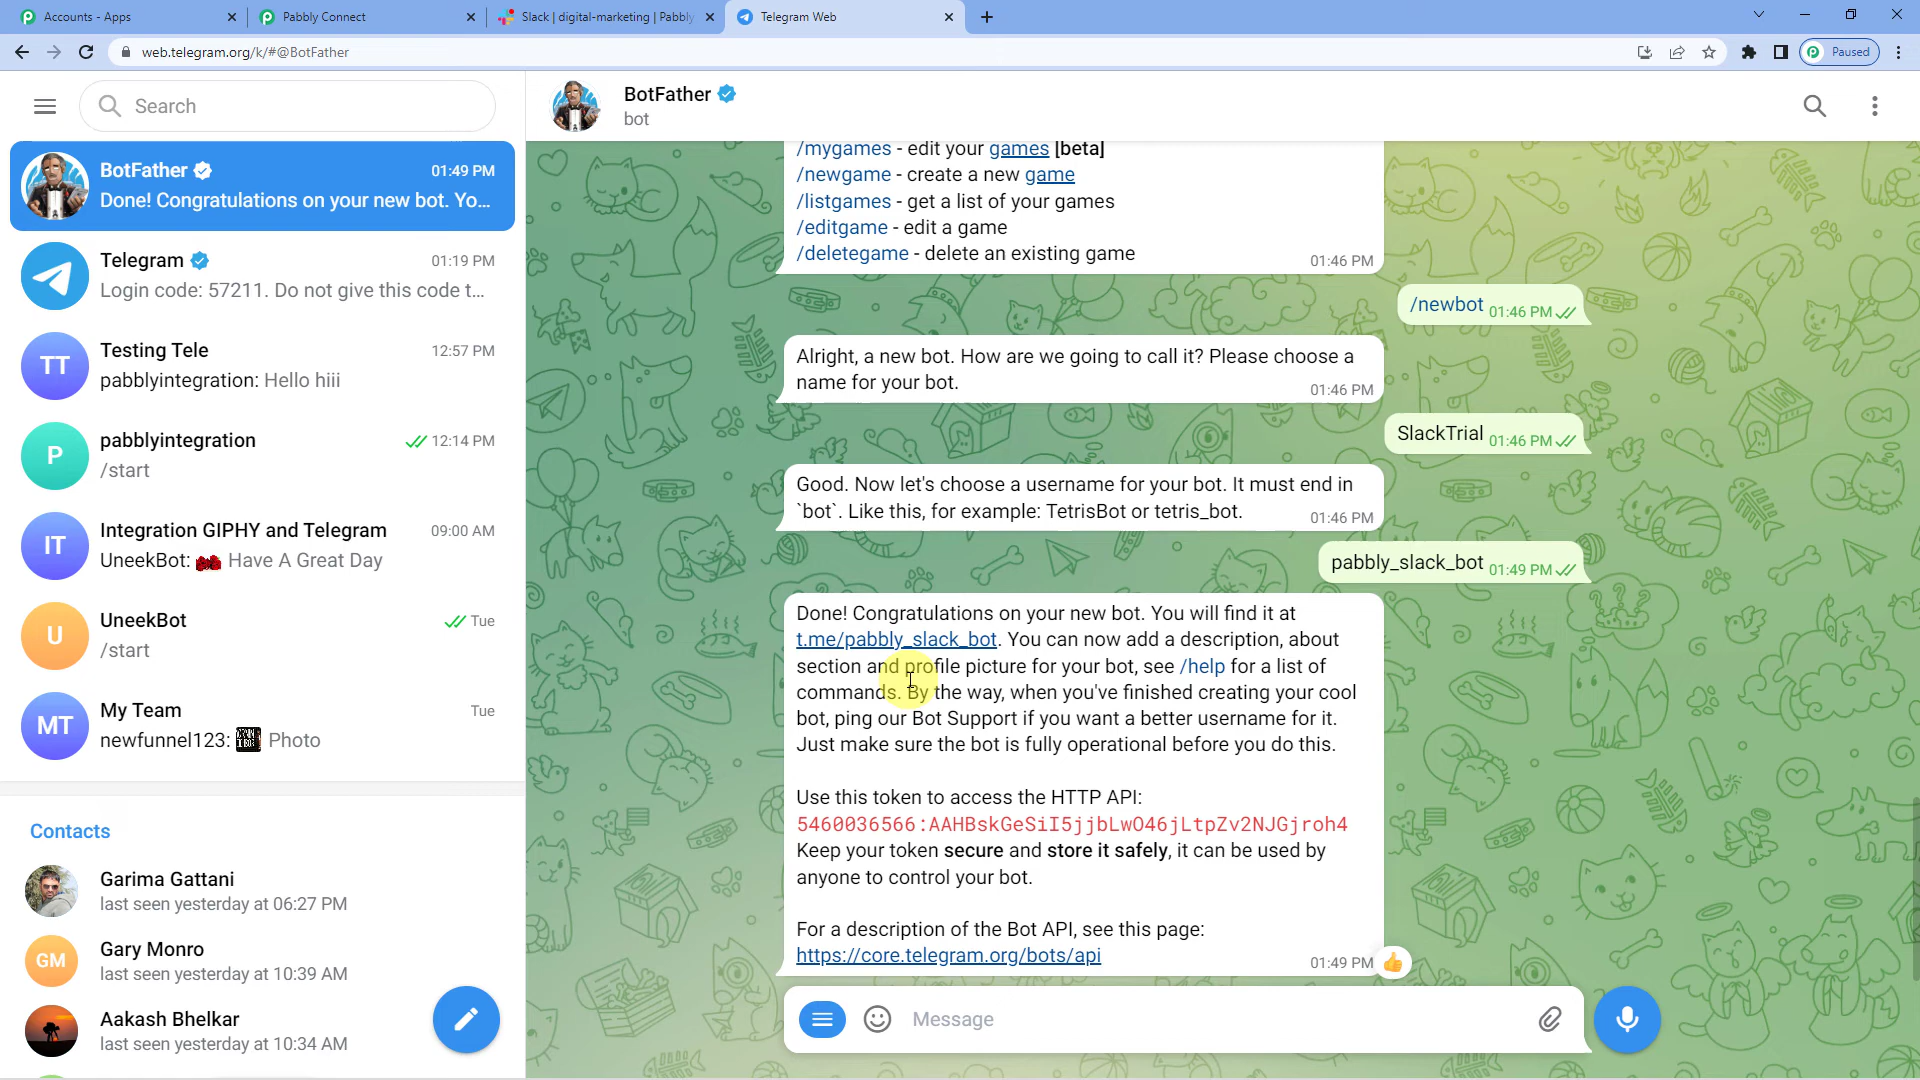 Accounts - Apps
Pabbly Connect
Slack | digital-marketing | Pabbly
Telegram Web
web.telegram.org/k/#@BotFather
Paused
Search
BotFather
bot
BotFather 01:49 PM
Done! Congratulations on your new bot. Yo...
Telegram 01:19 PM
Login code: 57211. Do not give this code t...
TT
Testing Tele 12:57 PM
pabblyintegration: Hello hiii
P
pabblyintegration 12:14 PM
/start
IT
Integration GIPHY and Telegram 09:00 AM
UneekBot: Have A Great Day
U
UneekBot Tue
/start
MT
My Team Tue
newfunnel123: Photo
Contacts
Garima Gattani
last seen yesterday at 06:27 PM
GM
Gary Monro
last seen yesterday at 10:39 AM
Aakash Bhelkar
last seen yesterday at 10:34 AM
/mygames - edit your games [beta]
/newgame - create a new game
/listgames - get a list of your games
/editgame - edit a game
/deletegame - delete an existing game
01:46 PM
/newbot 01:46 PM
Alright, a new bot. How are we going to call it? Please choose a
name for your bot.
01:46 PM
SlackTrial 01:46 PM
Good. Now let's choose a username for your bot. It must end in
`bot`. Like this, for example: TetrisBot or tetris_bot.
01:46 PM
pabbly_slack_bot 01:49 PM
Done! Congratulations on your new bot. You will find it at
t.me/pabbly_slack_bot. You can now add a description, about
section and profile picture for your bot, see /help for a list of
commands. By the way, when you've finished creating your cool
bot, ping our Bot Support if you want a better username for it.
Just make sure the bot is fully operational before you do this.
Use this token to access the HTTP API:
5460036566:AAHBskGeSiI5jjbLwO46jLtpZv2NJGjroh4
Keep your token secure and store it safely, it can be used by
anyone to control your bot.
For a description of the Bot API, see this page:
https://core.telegram.org/bots/api
01:49 PM
Message